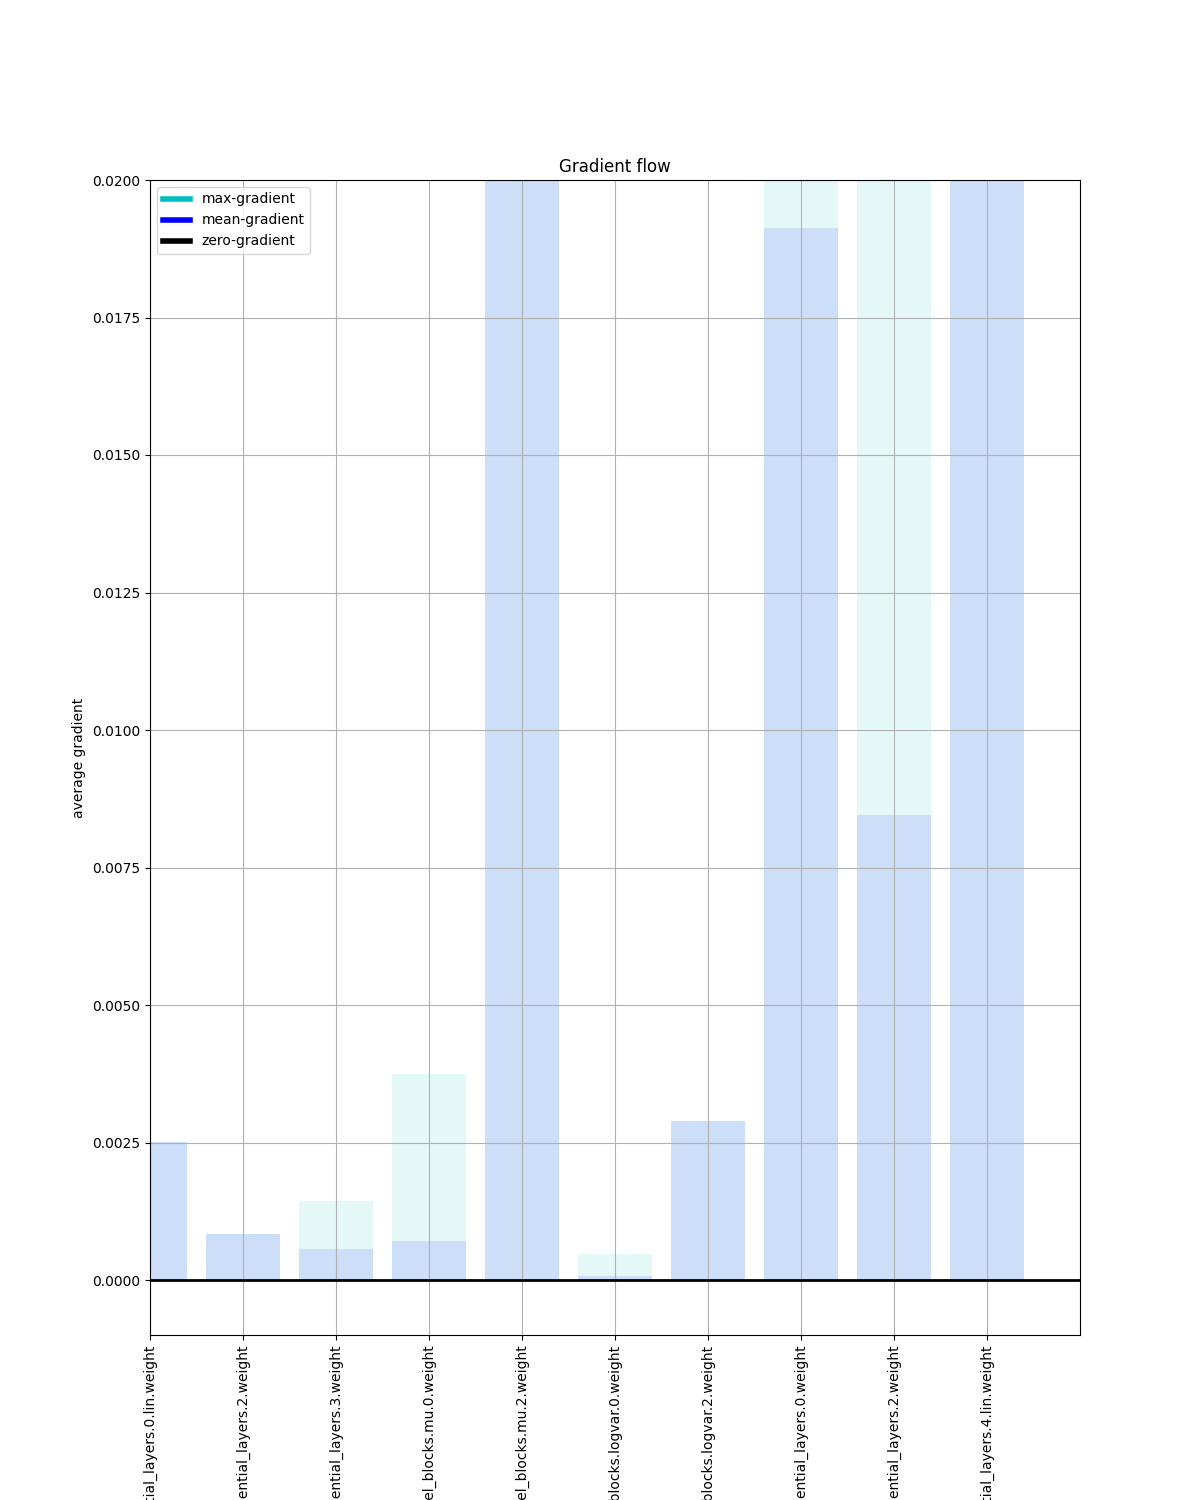 Gradient flow
max-gradient
mean-gradient
zero-gradient
0.0200
0.0175
0.0150
0.0125
0.0100
0.0075
0.0050
0.0025
0.0000
average gradient
tial_layers.0.lin.weight
ential_layers.2.weight
ential_layers.3.weight
el_blocks.mu.0.weight
el_blocks.mu.2.weight
blocks.logvar.0.weight
blocks.logvar.2.weight
ential_layers.0.weight
ential_layers.2.weight
tial_layers.4.lin.weight